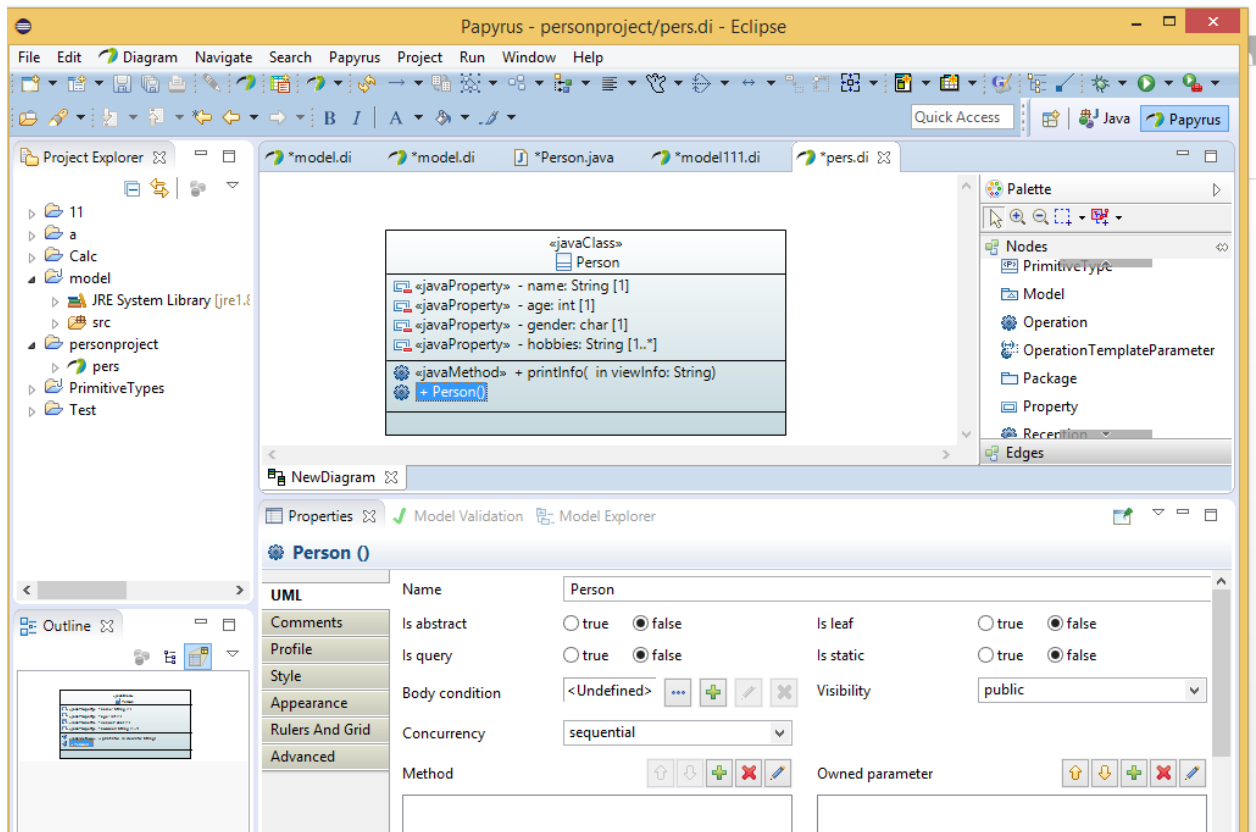 Papyrus - personproject/pers.di - Eclipse
File Edit Diagram Navigate Search Papyrus Project Run Window Help
B I A
Quick Access Java Papyrus
Project Explorer
*model.di *model.di *Person.java *model111.di *pers.di
11
a
Calc
model
JRE System Library [jre1.8
src
personproject
pers
PrimitiveTypes
Test
«javaClass»
Person
«javaProperty» - name: String [1]
«javaProperty» - age: int [1]
«javaProperty» - gender: char [1]
«javaProperty» - hobbies: String [1..*]
«javaMethod» + printInfo( in viewInfo: String)
+ Person()
Palette
Nodes
PrimitiveType
Model
Operation
OperationTemplateParameter
Package
Property
Reception
Edges
NewDiagram
Properties Model Validation Model Explorer
Person ()
UML
Comments
Profile
Style
Appearance
Rulers And Grid
Advanced
Name Person
Is abstract true false Is leaf true false
Is query true false Is static true false
Body condition <Undefined> Visibility public
Concurrency sequential
Method Owned parameter
Outline